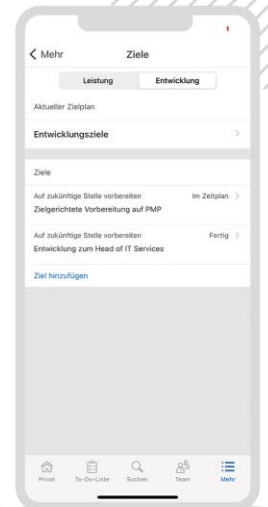 Mehr Ziele
Leistung Entwicklung
Aktueller Zielplan
Entwicklungsziele
Ziele
Auf zukünftige Stelle vorbereiten Im Zeitplan
Zielgerichtete Vorbereitung auf PMP
Auf zukünftige Stelle vorbereiten Fertig
Entwicklung zum Head of IT Services
Ziel hinzufügen
Privat To-Do-Liste Suchen Team Mehr